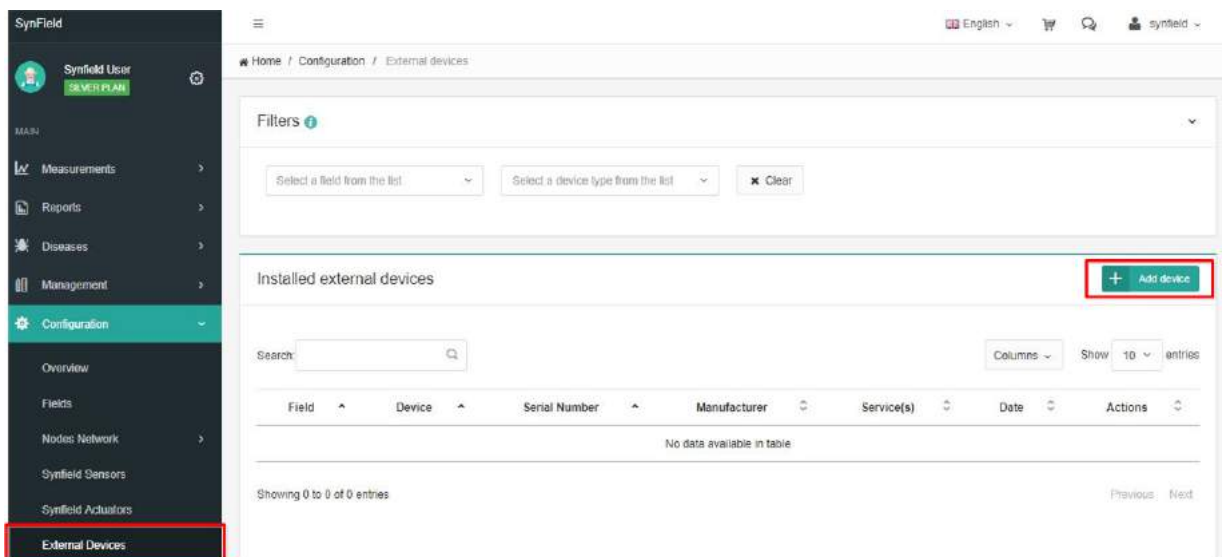 SynField
English
synfield
Synfield User
SILVER PLAN
Home / Configuration / External devices
MAIN
Filters
Measurements
Select a field from the list
Select a device type from the list
× Clear
Reports
Diseases
Management
Installed external devices
+ Add device
Configuration
Search:
Columns
Show 10 entries
Overview
Fields
Field
Device
Serial Number
Manufacturer
Service(s)
Date
Actions
Nodes Network
No data available in table
Synfield Sensors
Showing 0 to 0 of 0 entries
Previous
Next
Synfield Actuators
External Devices